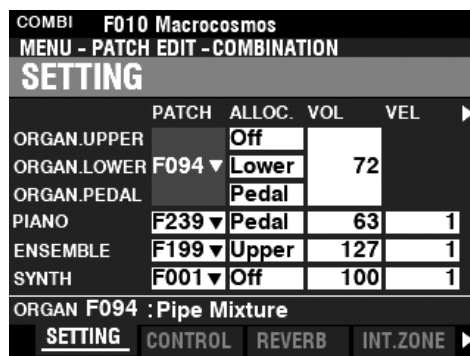 COMBI F010 Macrocosmos
MENU - PATCH EDIT - COMBINATION
SETTING
PATCH ALLOC. VOL VEL ▶
ORGAN.UPPER Off
ORGAN.LOWER F094 ▼ Lower 72
ORGAN.PEDAL Pedal
PIANO F239 ▼ Pedal 63 1
ENSEMBLE F199 ▼ Upper 127 1
SYNTH F001 ▼ Off 100 1
ORGAN F094 : Pipe Mixture
SETTING CONTROL REVERB INT.ZONE ▶